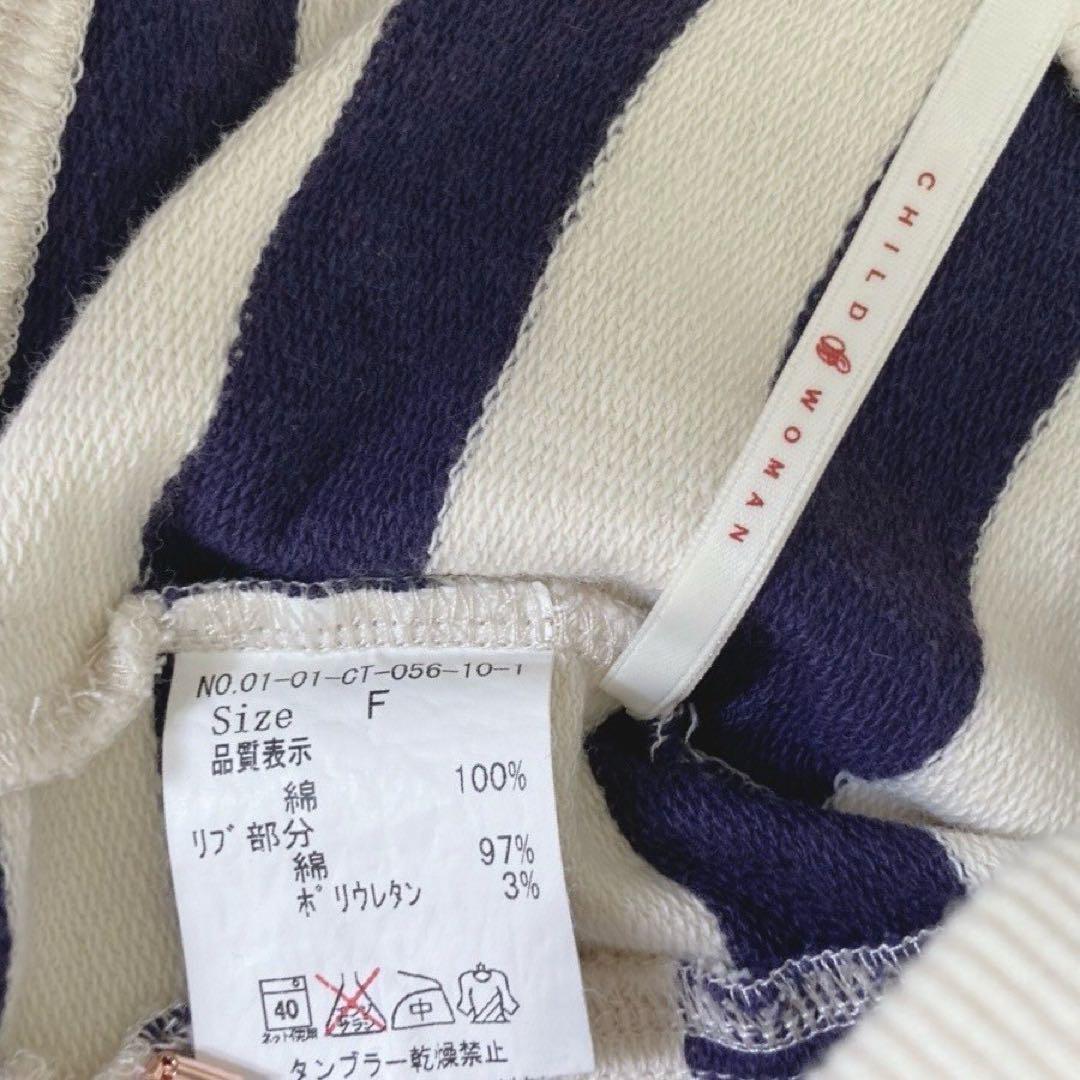 CHILD WOMAN
NO.01-01-CT-056-10-1
Size F
品質表示
綿 100%
リブ部分
綿 97%
ポリウレタン 3%
40
ネット使用
中
タンブラー乾燥禁止